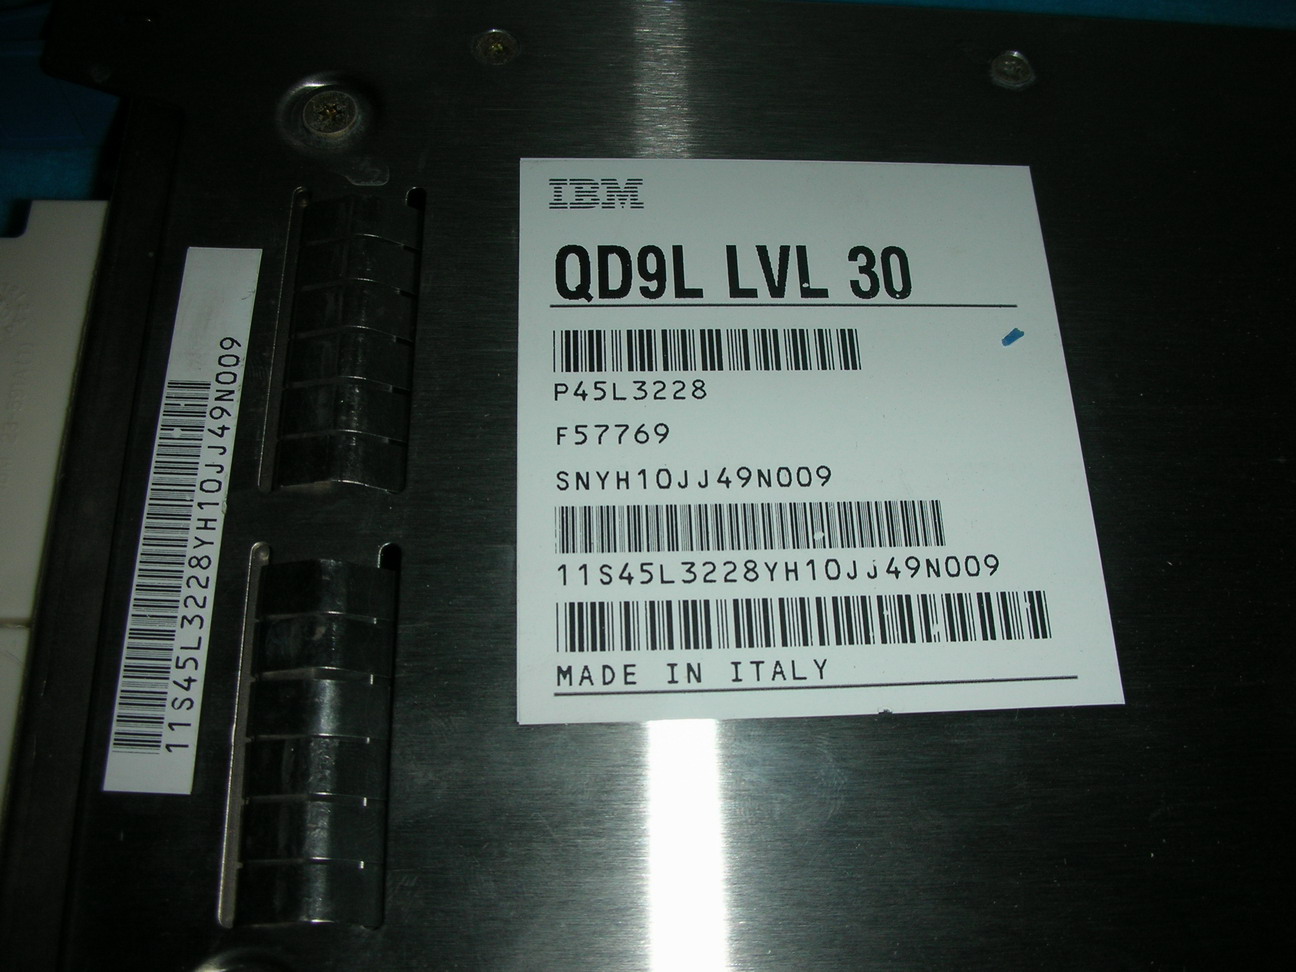 IBM
QD9L LVL 30
P45L3228
F57769
SNYH10JJ49N009
11S45L3228YH10JJ49N009
MADE IN ITALY
11S45L3228YH10JJ49N009